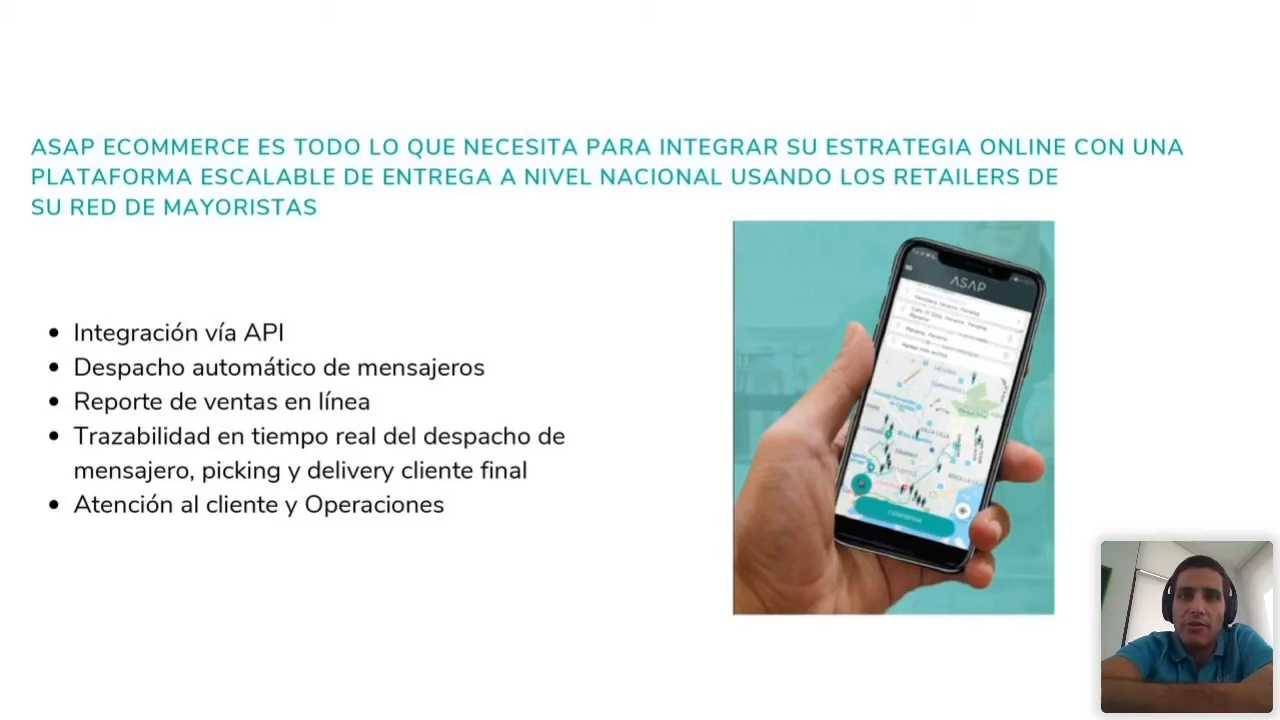 ASAP ECOMMERCE ES TODO LO QUE NECESITA PARA INTEGRAR SU ESTRATEGIA ONLINE CON UNA
PLATAFORMA ESCALABLE DE ENTREGA A NIVEL NACIONAL USANDO LOS RETAILERS DE
SU RED DE MAYORISTAS
• Integración vía API
• Despacho automático de mensajeros
• Reporte de ventas en línea
• Trazabilidad en tiempo real del despacho de
mensajero, picking y delivery cliente final
• Atención al cliente y Operaciones
ASAP